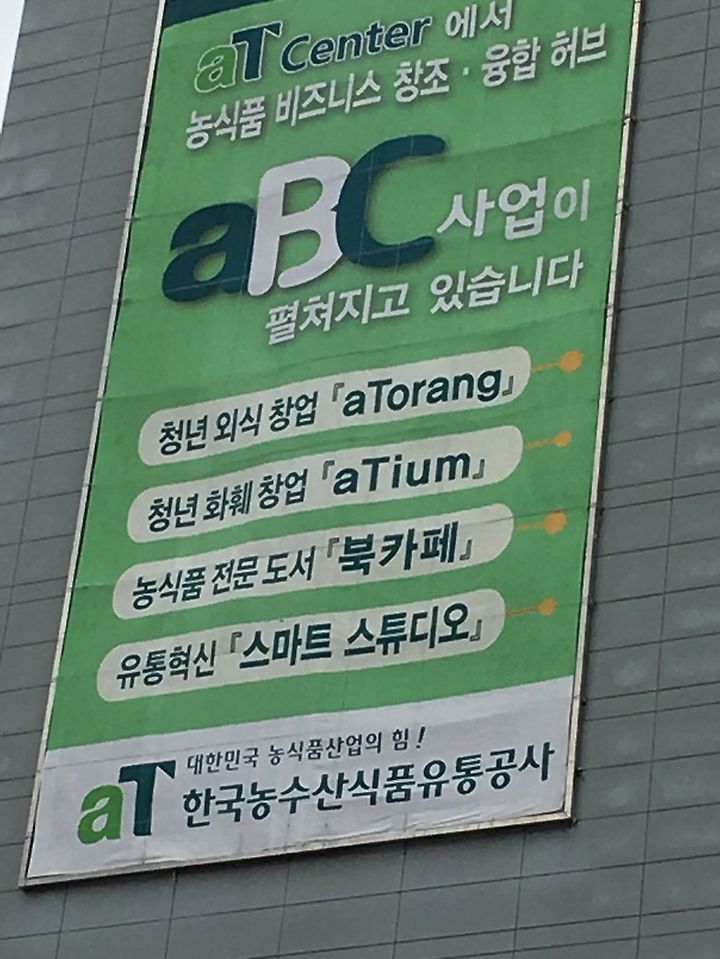 aT Center 에서
농식품 비즈니스 창조 · 융합 허브
aBC 사업이
펼쳐지고 있습니다
청년 외식 창업 『aTorang』
청년 화훼 창업 『aTium』
농식품 전문 도서 『북카페』
유통혁신 『스마트 스튜디오』
대한민국 농식품산업의 힘!
aT 한국농수산식품유통공사